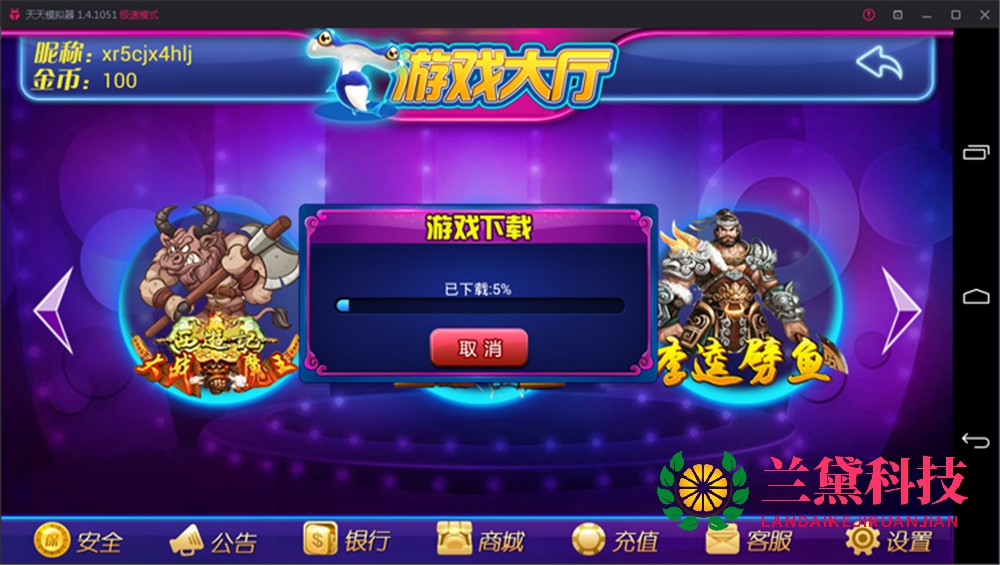 天天模拟器 1.4.1051 极速模式
昵称：xr5cjx4hlj
金币：100
游戏大厅
游戏下载
已下载:5%
取消
西游记
大战魔王
李逵劈鱼
兰黛科技
LANDAIKEJIRUANJIAN
安全
公告
银行
商城
充值
客服
设置